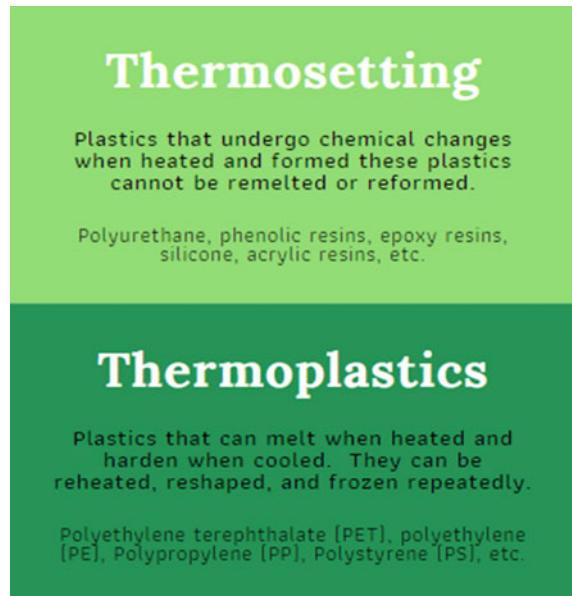 Thermosetting
Plastics that undergo chemical changes
when heated and formed these plastics
cannot be remelted or reformed.
Polyurethane, phenolic resins, epoxy resins,
silicone, acrylic resins, etc.
Thermoplastics
Plastics that can melt when heated and
harden when cooled. They can be
reheated, reshaped, and frozen repeatedly.
Polyethylene terephthalate [PET], polyethylene
[PE], Polypropylene [PP], Polystyrene [PS], etc.